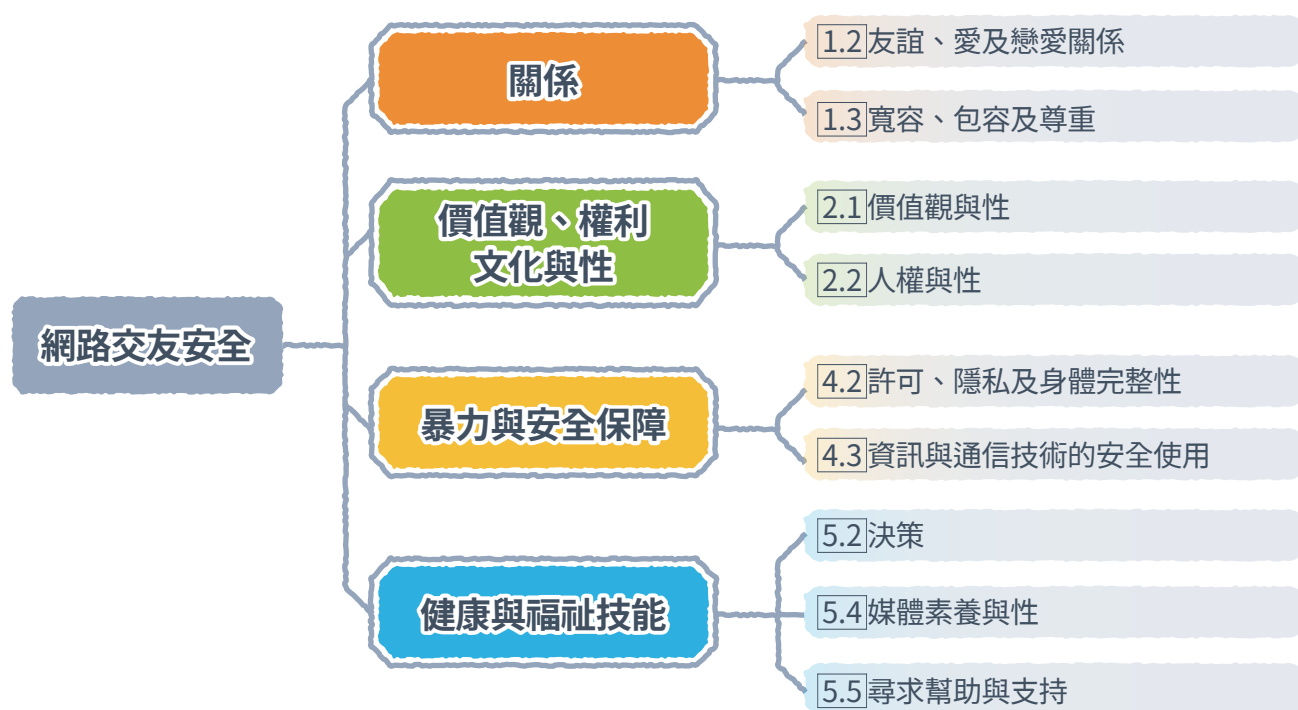 網路交友安全
關係
1.2友誼、愛及戀愛關係
1.3寬容、包容及尊重
價值觀、權利
文化與性
2.1價值觀與性
2.2人權與性
暴力與安全保障
4.2許可、隱私及身體完整性
4.3資訊與通信技術的安全使用
健康與福祉技能
5.2決策
5.4媒體素養與性
5.5尋求幫助與支持